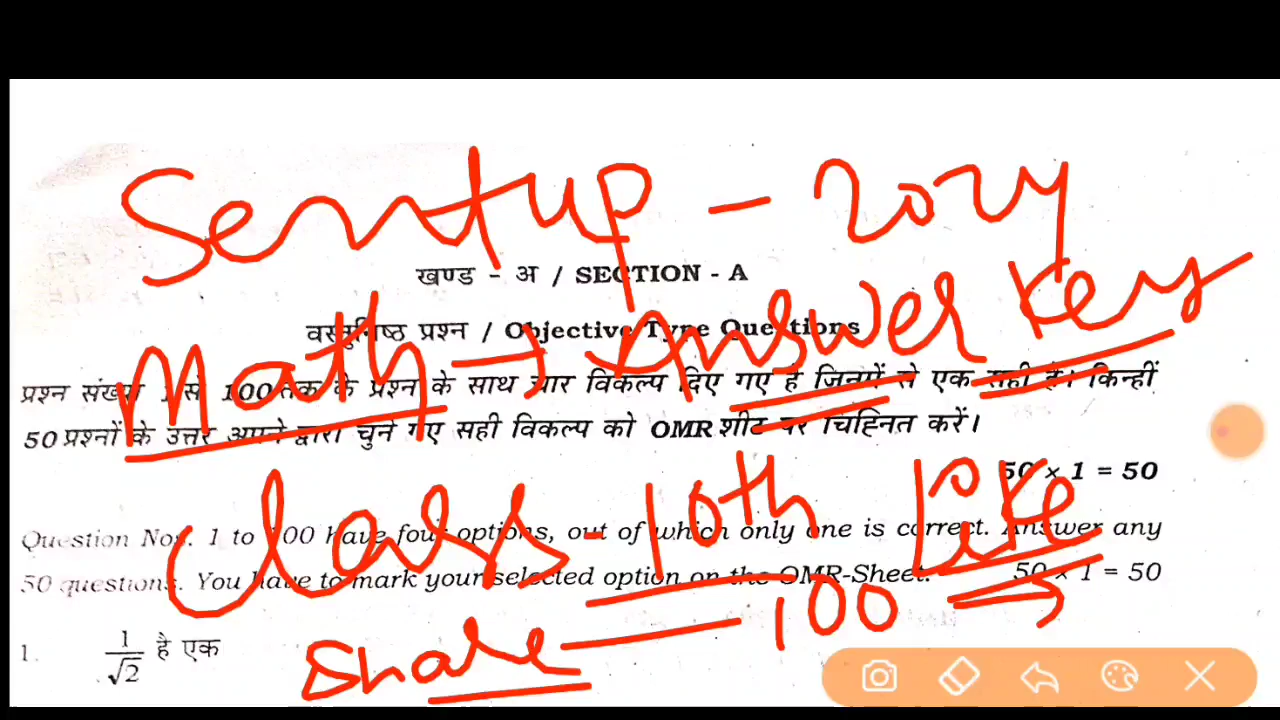 Sentup - 2024
खण्ड - अ / SECTION - A
वस्तुनिष्ठ प्रश्न / Objective Type Questions
Math → Answer Key
प्रश्न संख्या 1 से 100 तक के प्रश्न के साथ चार विकल्प दिए गए हैं जिनमें से एक सही है। किन्हीं
50 प्रश्नों के उत्तर अपने द्वारा चुने गए सही विकल्प को OMR शीट पर चिह्नित करें।
50 × 1 = 50
Class - 10th Like
Question Nos. 1 to 100 have four options, out of which only one is correct. Answer any
50 questions. You have to mark your selected option on the OMR-Sheet. 50 × 1 = 50
Share 100
1. 1/√2 है एक